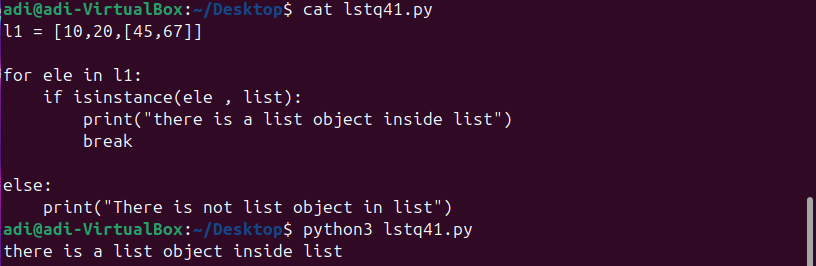 adi@adi-VirtualBox:~/Desktop$ cat lstq41.py
l1 = [10,20,[45,67]]

for ele in l1:
    if isinstance(ele , list):
        print("there is a list object inside list")
        break

else:
    print("There is not list object in list")
adi@adi-VirtualBox:~/Desktop$ python3 lstq41.py
there is a list object inside list